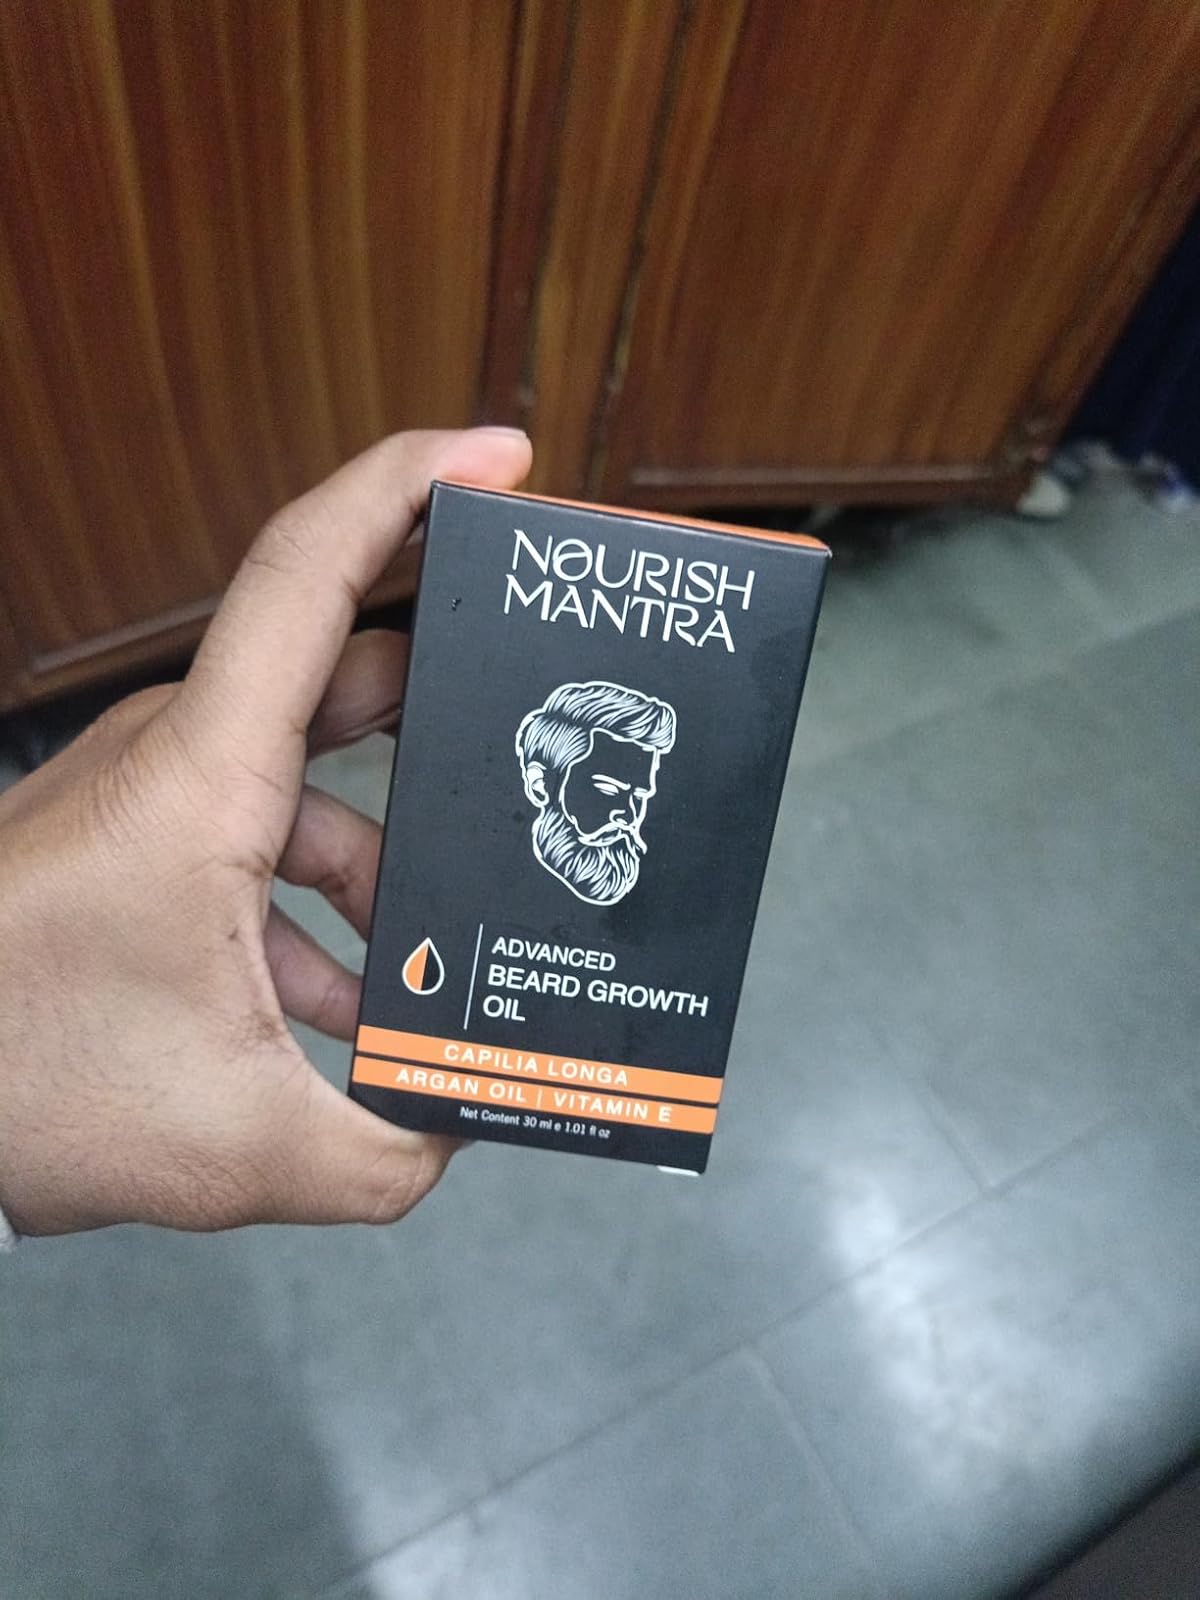 NOURISH
MANTRA
ADVANCED
BEARD GROWTH
OIL
CAPILIA LONGA
ARGAN OIL | VITAMIN E
Net Content 30 ml e 1.01 fl oz